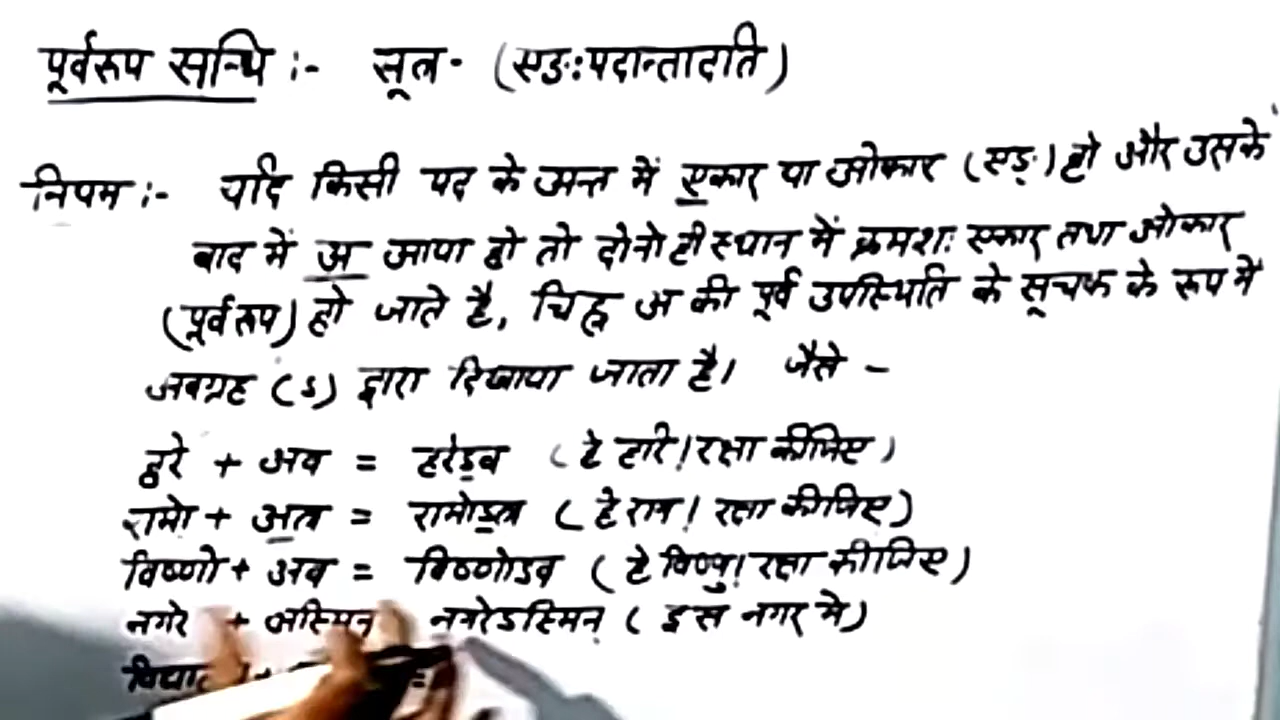 पूर्वरूप सन्धि :- सूत्र - (एङ:पदान्तादति)
नियम :- यदि किसी पद के अन्त में एकार या ओकार (एङ्) हो और उसके
बाद में अ आया हो तो दोनो ही स्थान में क्रमशः एकार तथा ओकार
(पूर्वरूप) हो जाते है, चिह्न अ की पूर्व उपस्थिति के सूचक के रूप में
अवग्रह (ऽ) द्वारा दिखाया जाता है। जैसे -
हरे + अव = हरेऽव (हे हरि! रक्षा कीजिए)
रामो + अत्र = रामोऽत्र (हे राम! रक्षा कीजिए)
विष्णो + अव = विष्णोऽव (हे विष्णु! रक्षा कीजिए)
नगरे + अस्मिन नगरेऽस्मिन् (इस नगर मे)